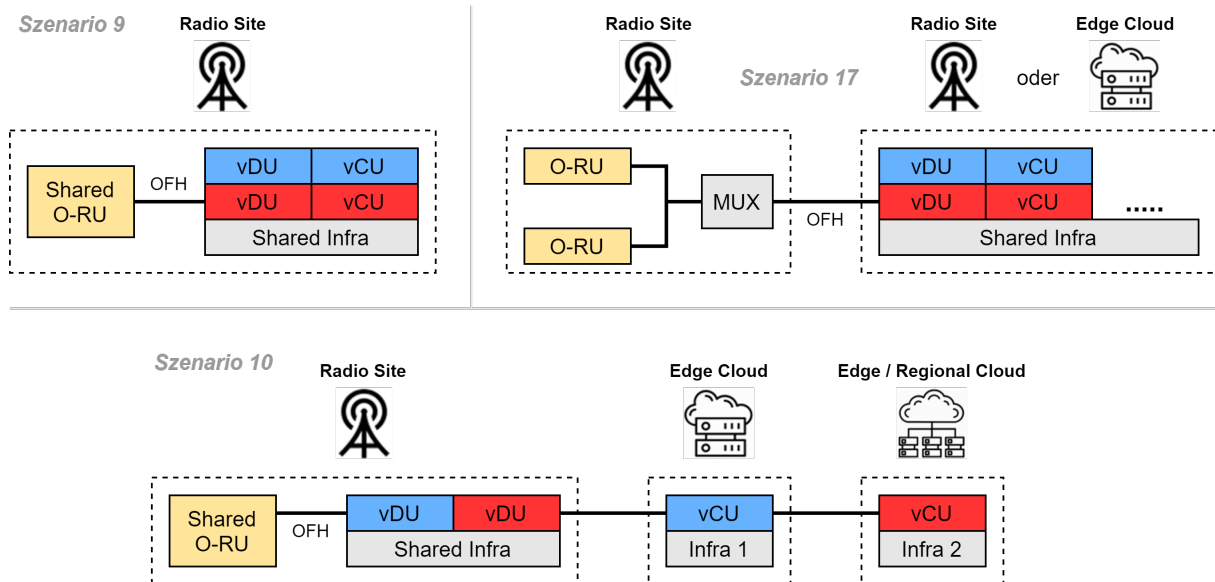 Szenario 9
Radio Site
Shared
O-RU
OFH
vDU vCU
vDU vCU
Shared Infra
Radio Site
Szenario 17
Radio Site
oder
Edge Cloud
O-RU
O-RU
MUX
OFH
vDU vCU
vDU vCU
.....
Shared Infra
Szenario 10
Radio Site
Edge Cloud
Edge / Regional Cloud
Shared
O-RU
OFH
vDU vDU
Shared Infra
vCU
Infra 1
vCU
Infra 2